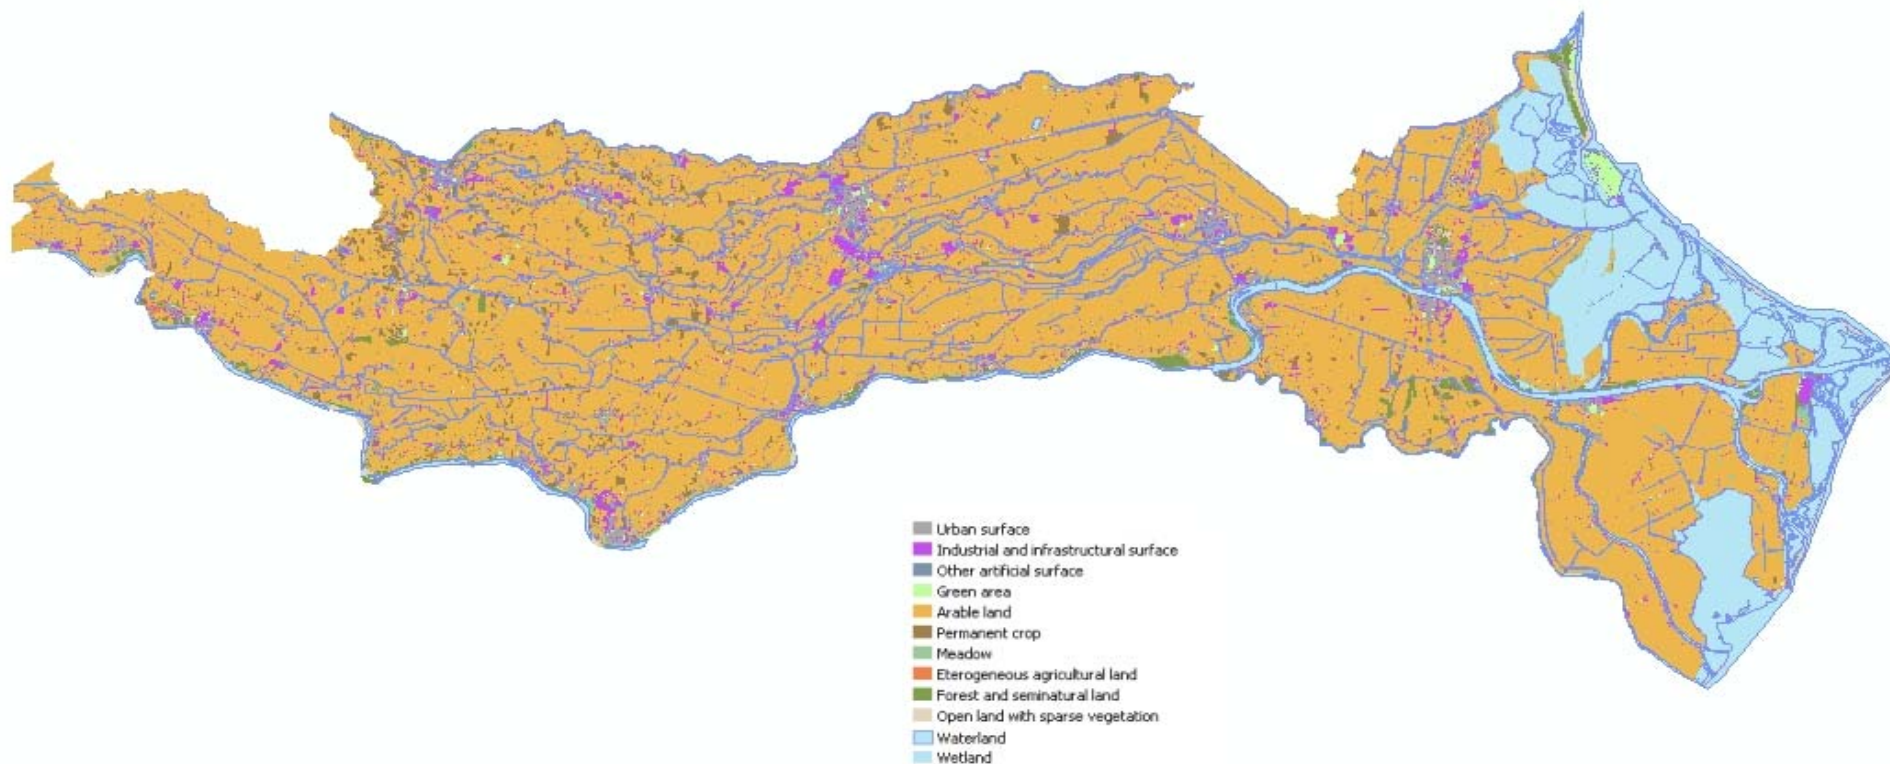 Urban surface
Industrial and infrastructural surface
Other artificial surface
Green area
Arable land
Permanent crop
Meadow
Eterogeneous agricultural land
Forest and seminatural land
Open land with sparse vegetation
Waterland
Wetland